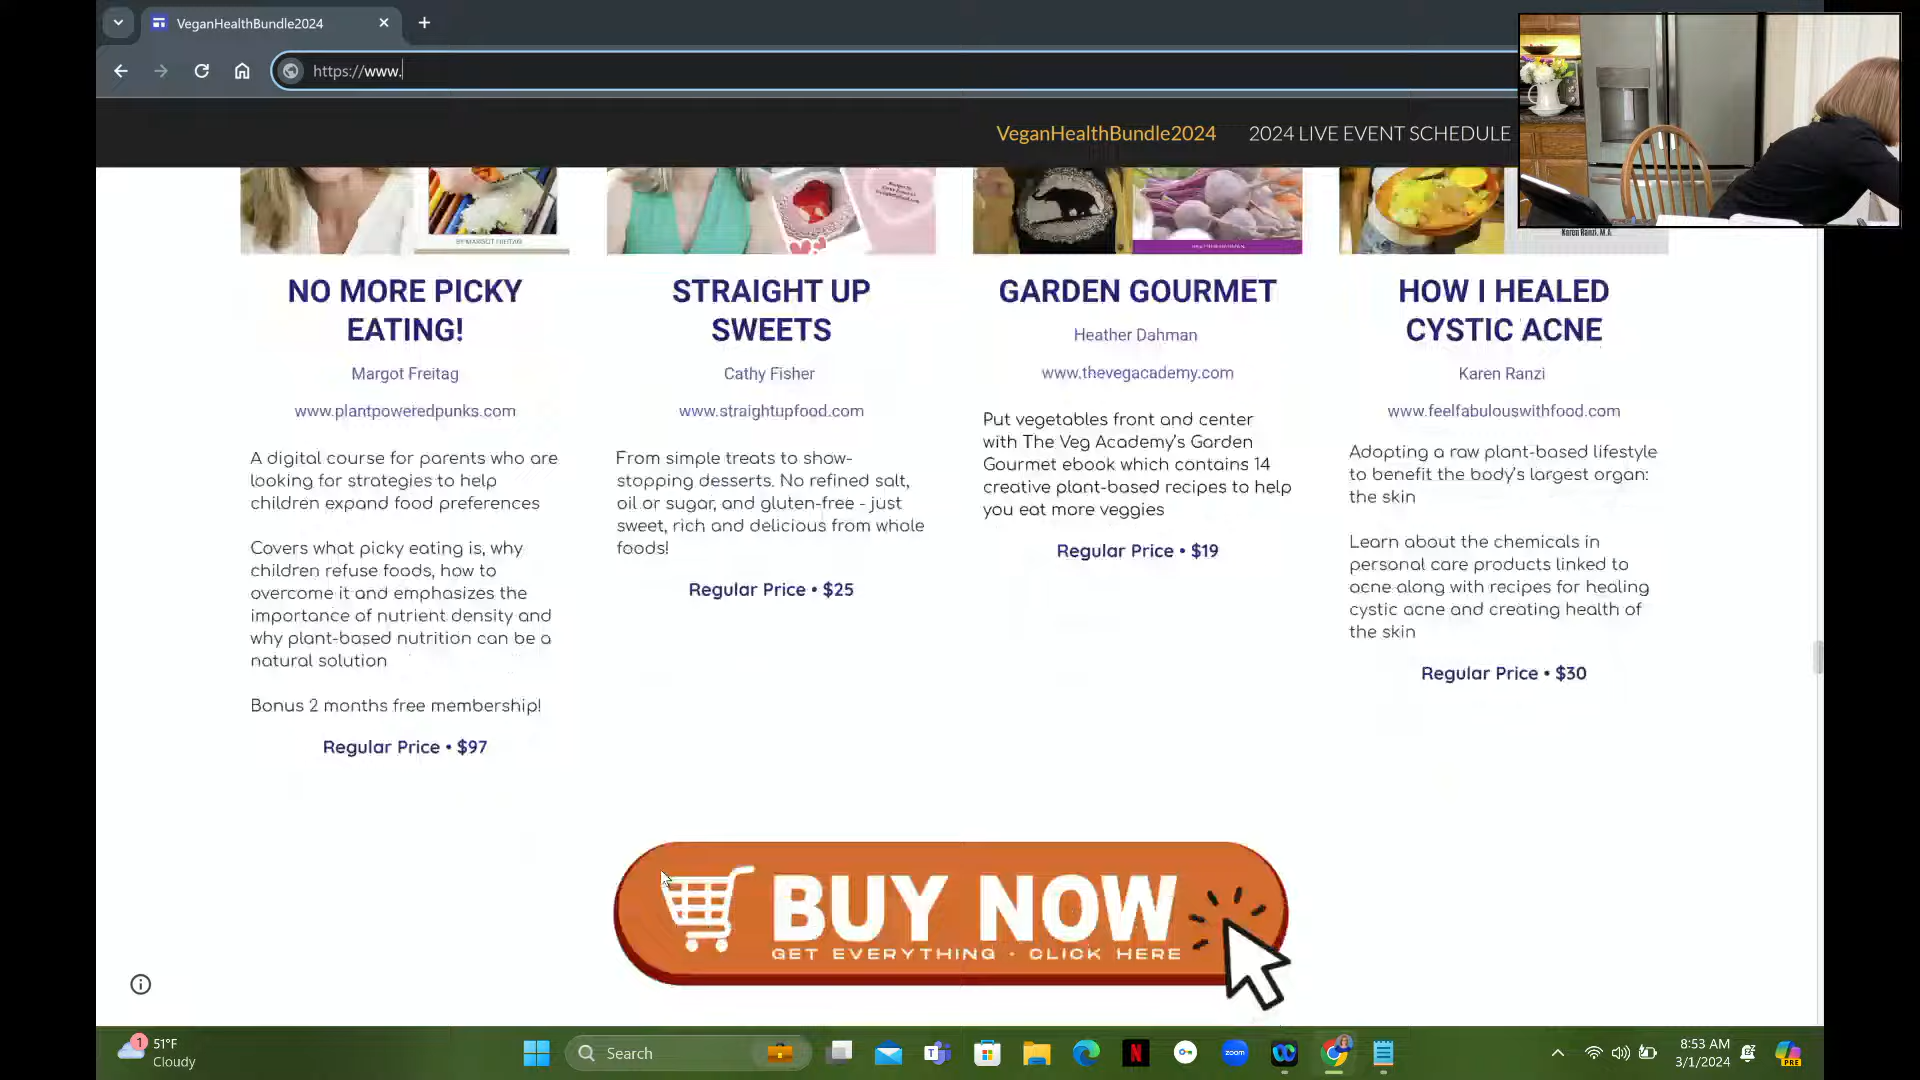 VeganHealthBundle2024
https://www.
VeganHealthBundle2024
2024 LIVE EVENT SCHEDULE
BY MARGOT FREITAG
Karen Ranzi, M.A.
NO MORE PICKY
EATING!
Margot Freitag
www.plantpoweredpunks.com
A digital course for parents who are
looking for strategies to help
children expand food preferences
Covers what picky eating is, why
children refuse foods, how to
overcome it and emphasizes the
importance of nutrient density and
why plant-based nutrition can be a
natural solution
Bonus 2 months free membership!
Regular Price • $97
STRAIGHT UP
SWEETS
Cathy Fisher
www.straightupfood.com
From simple treats to show-
stopping desserts. No refined salt,
oil or sugar, and gluten-free - just
sweet, rich and delicious from whole
foods!
Regular Price • $25
GARDEN GOURMET
Heather Dahman
www.thevegacademy.com
Put vegetables front and center
with The Veg Academy's Garden
Gourmet ebook which contains 14
creative plant-based recipes to help
you eat more veggies
Regular Price • $19
HOW I HEALED
CYSTIC ACNE
Karen Ranzi
www.feelfabulouswithfood.com
Adopting a raw plant-based lifestyle
to benefit the body's largest organ:
the skin
Learn about the chemicals in
personal care products linked to
acne along with recipes for healing
cystic acne and creating health of
the skin
Regular Price • $30
BUY NOW
GET EVERYTHING · CLICK HERE
1
51°F
Cloudy
Search
zoom
8:53 AM
3/1/2024
PRE